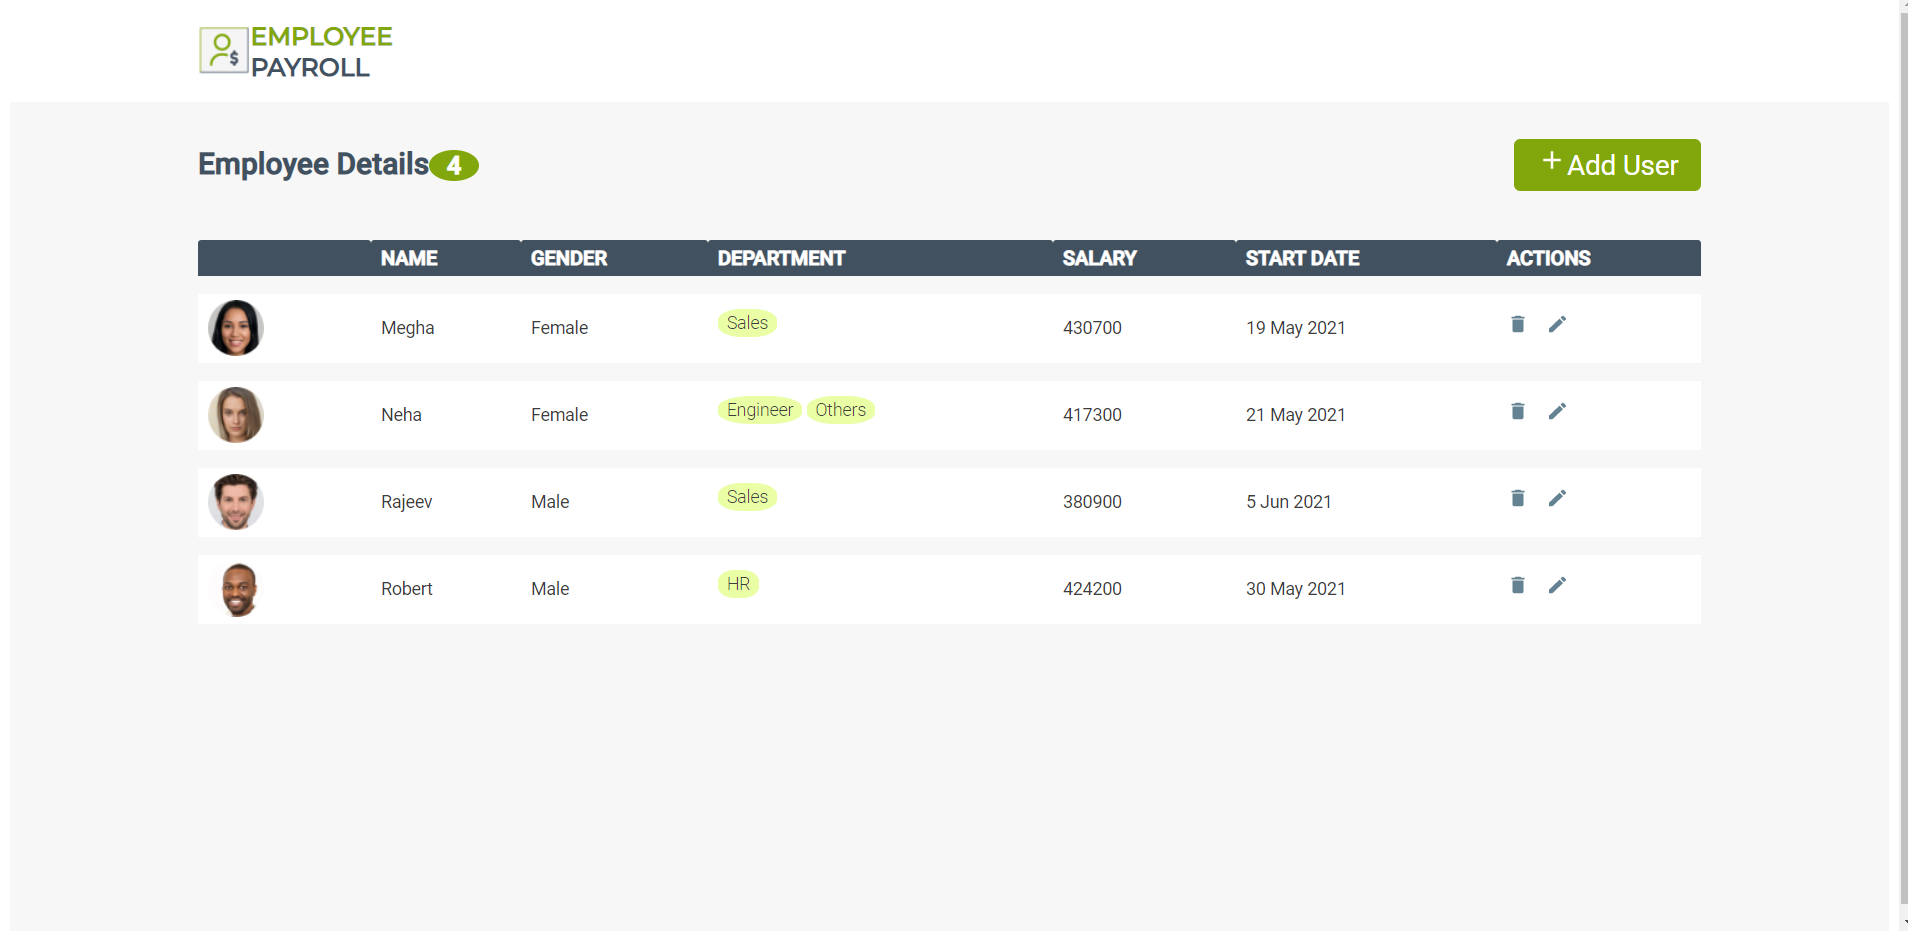 EMPLOYEE
PAYROLL
Employee Details 4
+ Add User
NAME GENDER DEPARTMENT SALARY START DATE ACTIONS
Megha Female Sales 430700 19 May 2021
Neha Female Engineer Others 417300 21 May 2021
Rajeev Male Sales 380900 5 Jun 2021
Robert Male HR 424200 30 May 2021